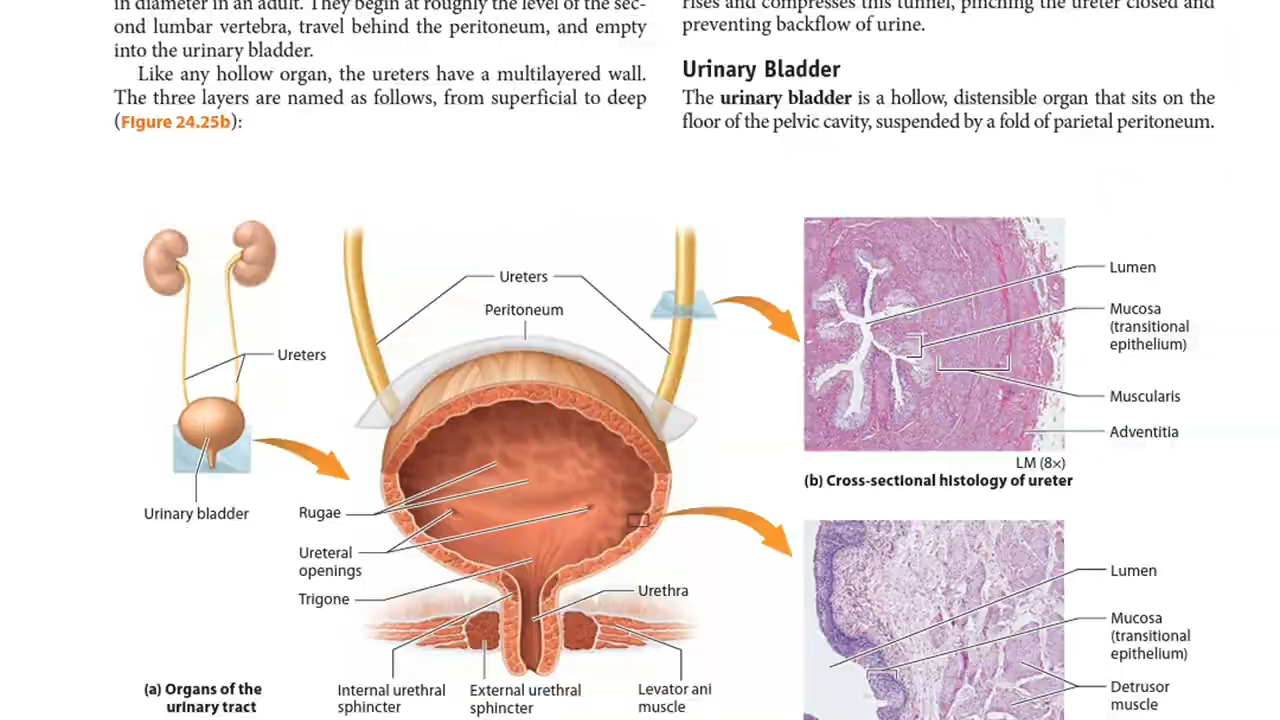 in diameter in an adult. They begin at roughly the level of the sec-
ond lumbar vertebra, travel behind the peritoneum, and empty
into the urinary bladder.
Like any hollow organ, the ureters have a multilayered wall.
The three layers are named as follows, from superficial to deep
(Figure 24.25b):
rises and compresses this tunnel, pinching the ureter closed and
preventing backflow of urine.
Urinary Bladder
The urinary bladder is a hollow, distensible organ that sits on the
floor of the pelvic cavity, suspended by a fold of parietal peritoneum.
Ureters
Urinary bladder
(a) Organs of the
urinary tract
Ureters
Peritoneum
Rugae
Ureteral
openings
Trigone
Urethra
Internal urethral
sphincter
External urethral
sphincter
Levator ani
muscle
Lumen
Mucosa
(transitional
epithelium)
Muscularis
Adventitia
LM (8×)
(b) Cross-sectional histology of ureter
Lumen
Mucosa
(transitional
epithelium)
Detrusor
muscle